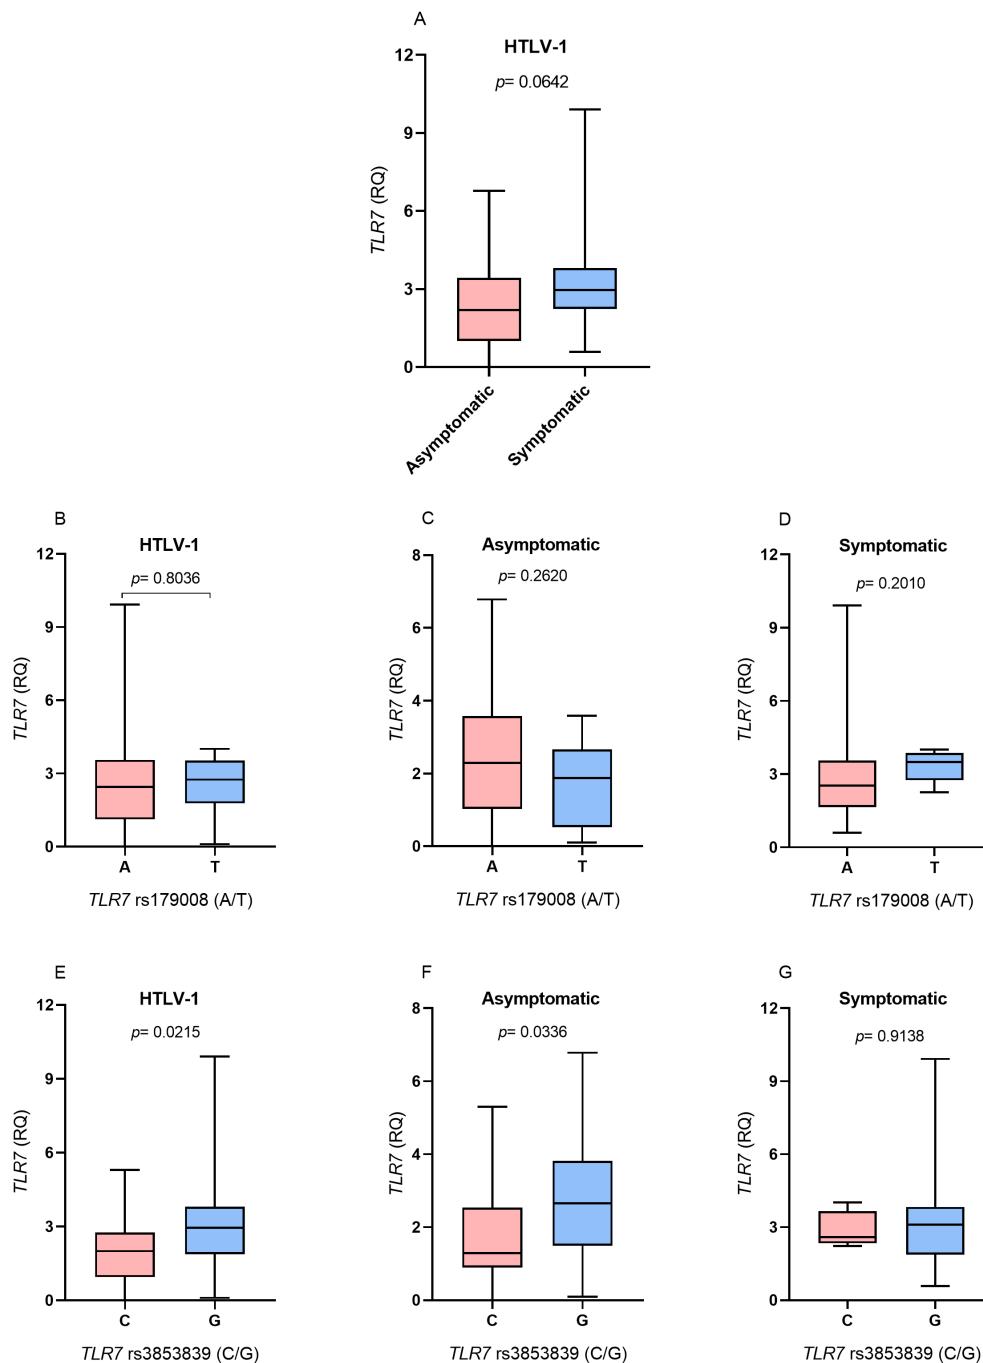 A
HTLV-1
p= 0.0642
12
9
6
3
0
TLR7 (RQ)
Asymptomatic
Symptomatic
B
HTLV-1
p= 0.8036
12
9
6
3
0
TLR7 (RQ)
A
T
TLR7 rs179008 (A/T)
C
Asymptomatic
p= 0.2620
8
6
4
2
0
TLR7 (RQ)
A
T
TLR7 rs179008 (A/T)
D
Symptomatic
p= 0.2010
12
9
6
3
0
TLR7 (RQ)
A
T
TLR7 rs179008 (A/T)
E
HTLV-1
p= 0.0215
12
9
6
3
0
TLR7 (RQ)
C
G
TLR7 rs3853839 (C/G)
F
Asymptomatic
p= 0.0336
8
6
4
2
0
TLR7 (RQ)
C
G
TLR7 rs3853839 (C/G)
G
Symptomatic
p= 0.9138
12
9
6
3
0
TLR7 (RQ)
C
G
TLR7 rs3853839 (C/G)